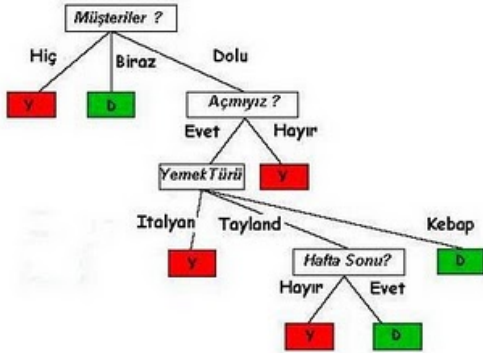 Müşteriler ?
Hiç Biraz Dolu
Y D Açmıyız ?
Evet Hayır
YemekTürü Y
Italyan Tayland Kebap
Y Hafta Sonu? D
Hayır Evet
Y D